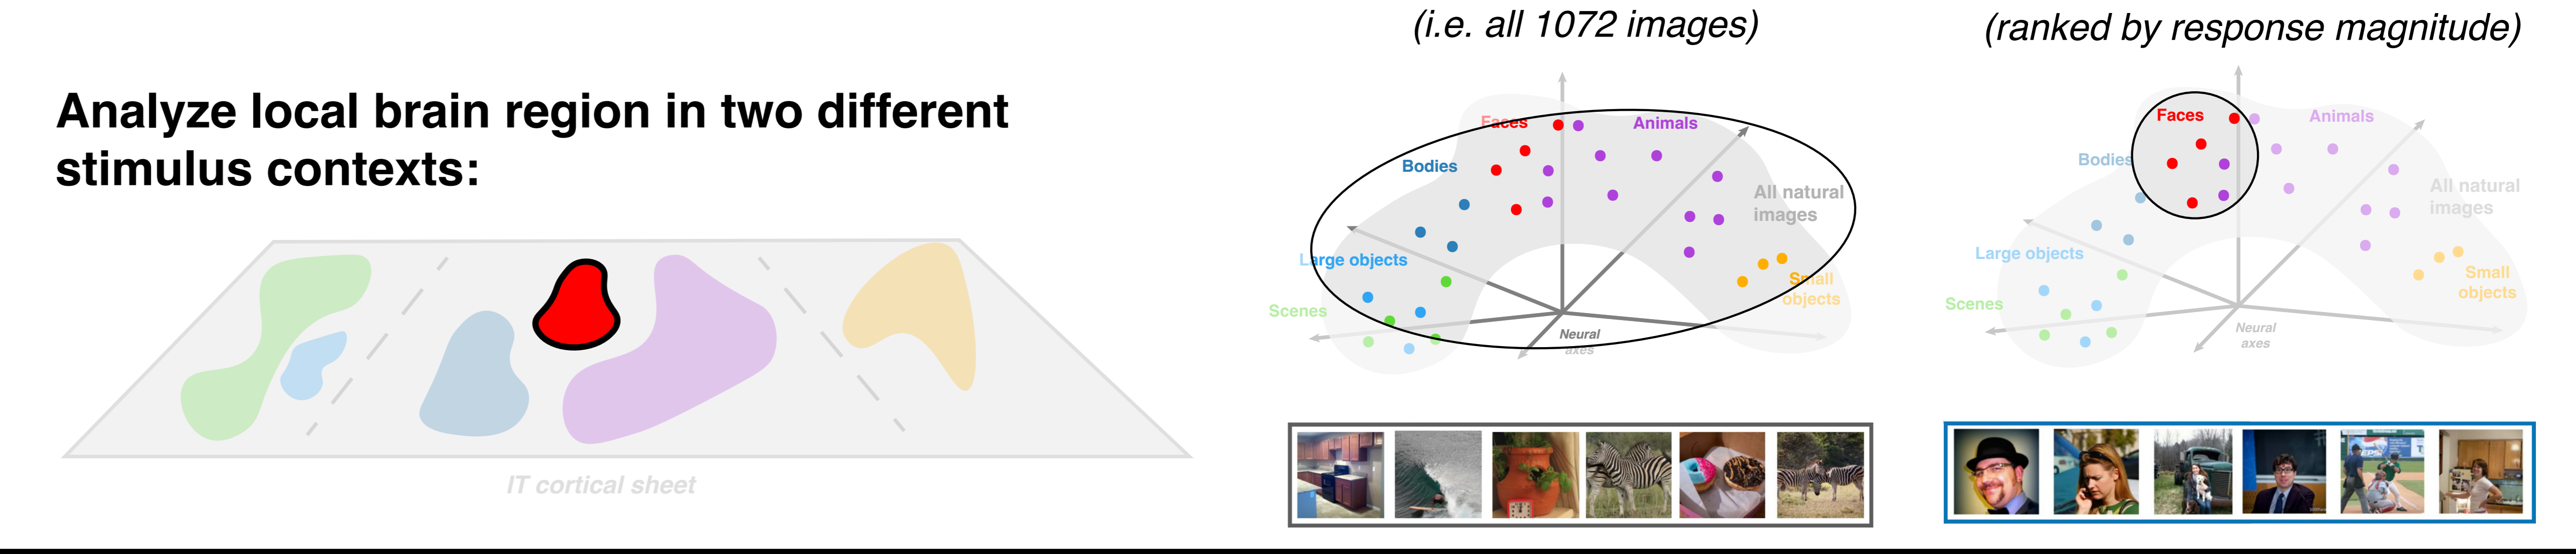 Analyze local brain region in two different
stimulus contexts:
IT cortical sheet
(i.e. all 1072 images)
Faces
Animals
Bodies
All natural
images
Large objects
Small
objects
Scenes
Neural
axes
(ranked by response magnitude)
Faces
Animals
Bodies
All natural
images
Large objects
Small
objects
Scenes
Neural
axes